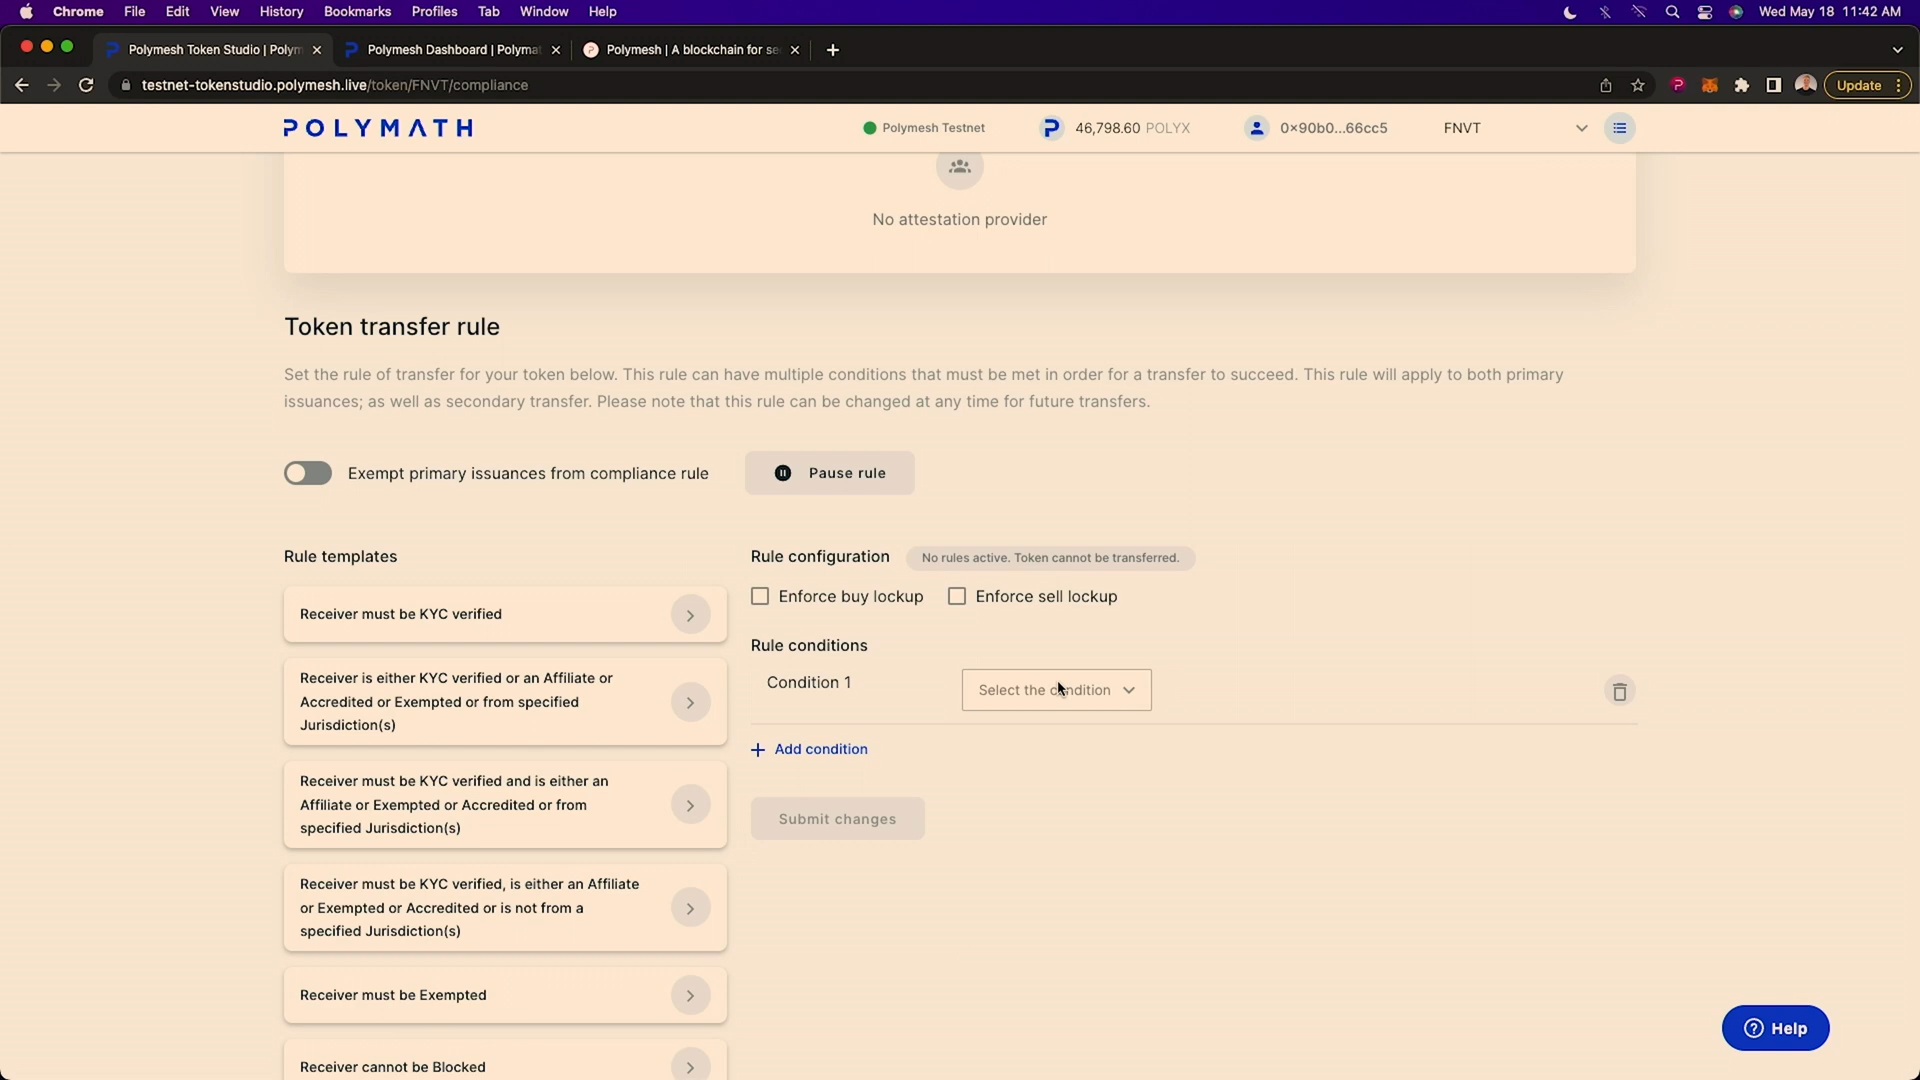 Chrome File Edit View History Bookmarks Profiles Tab Window Help Wed May 18 11:42 AM
Polymesh Token Studio | Polym Polymesh Dashboard | Polymat Polymesh | A blockchain for se
testnet-tokenstudio.polymesh.live/token/FNVT/compliance Update
POLYMATH Polymesh Testnet 46,798.60 POLYX 0×90b0...66cc5 FNVT
No attestation provider
Token transfer rule
Set the rule of transfer for your token below. This rule can have multiple conditions that must be met in order for a transfer to succeed. This rule will apply to both primary
issuances; as well as secondary transfer. Please note that this rule can be changed at any time for future transfers.
Exempt primary issuances from compliance rule Pause rule
Rule templates
Receiver must be KYC verified
Receiver is either KYC verified or an Affiliate or
Accredited or Exempted or from specified
Jurisdiction(s)
Receiver must be KYC verified and is either an
Affiliate or Exempted or Accredited or from
specified Jurisdiction(s)
Receiver must be KYC verified, is either an Affiliate
or Exempted or Accredited or is not from a
specified Jurisdiction(s)
Receiver must be Exempted
Receiver cannot be Blocked
Rule configuration No rules active. Token cannot be transferred.
Enforce buy lockup Enforce sell lockup
Rule conditions
Condition 1 Select the condition
+ Add condition
Submit changes
Help